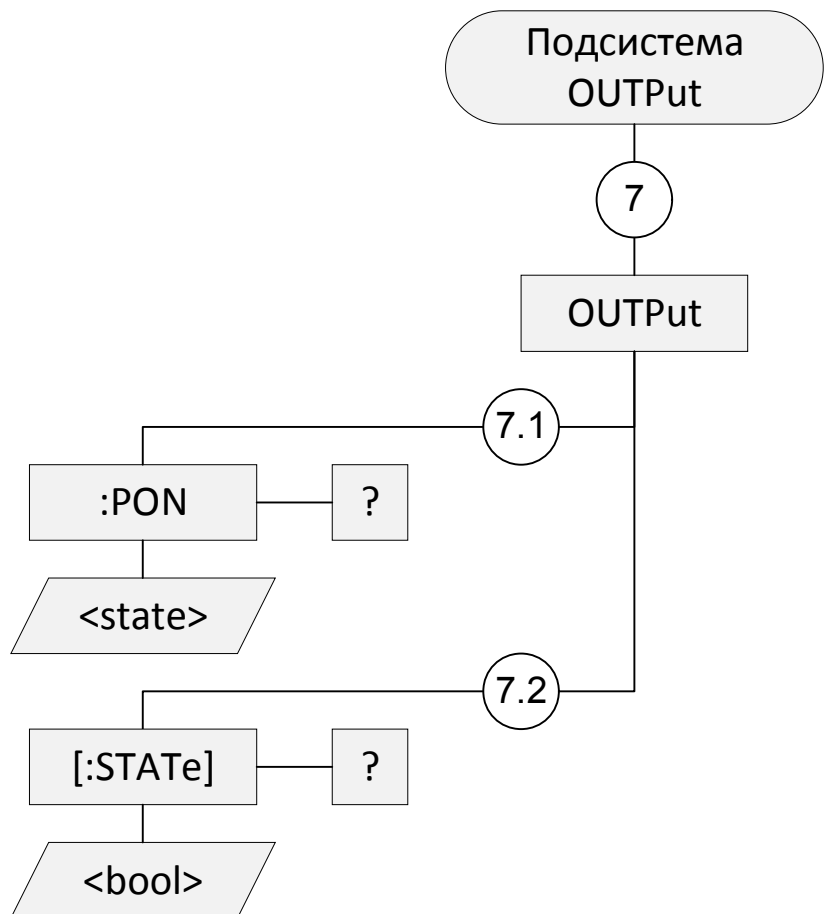 Подсистема
OUTPut
7
OUTPut
7.1
:PON
?
<state>
7.2
[:STATe]
?
<bool>